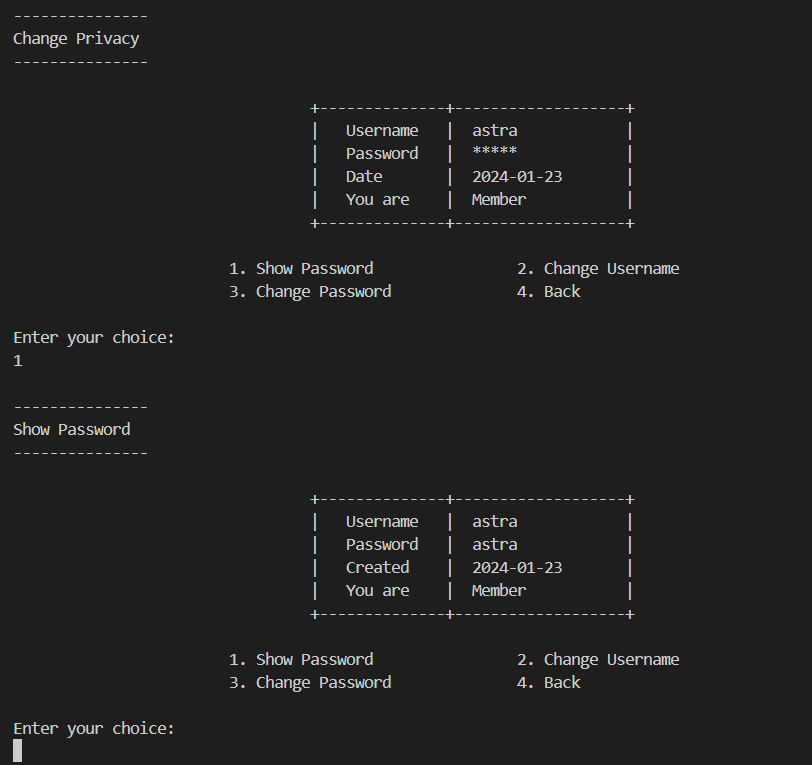 ---------------
Change Privacy
---------------
+--------------+-------------------+
|   Username   |  astra            |
|   Password   |  *****            |
|   Date       |  2024-01-23       |
|   You are    |  Member           |
+--------------+-------------------+
1. Show Password                2. Change Username
3. Change Password              4. Back
Enter your choice:
1
---------------
Show Password
---------------
+--------------+-------------------+
|   Username   |  astra            |
|   Password   |  astra            |
|   Created    |  2024-01-23       |
|   You are    |  Member           |
+--------------+-------------------+
1. Show Password                2. Change Username
3. Change Password              4. Back
Enter your choice: